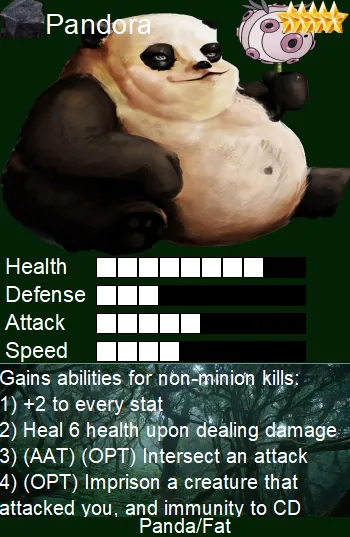 Pandora
Health
Defense
Attack
Speed
Gains abilities for non-minion kills:
1) +2 to every stat
2) Heal 6 health upon dealing damage
3) (AAT) (OPT) Intersect an attack
4) (OPT) Imprison a creature that
attacked you, and immunity to CD
Panda/Fat